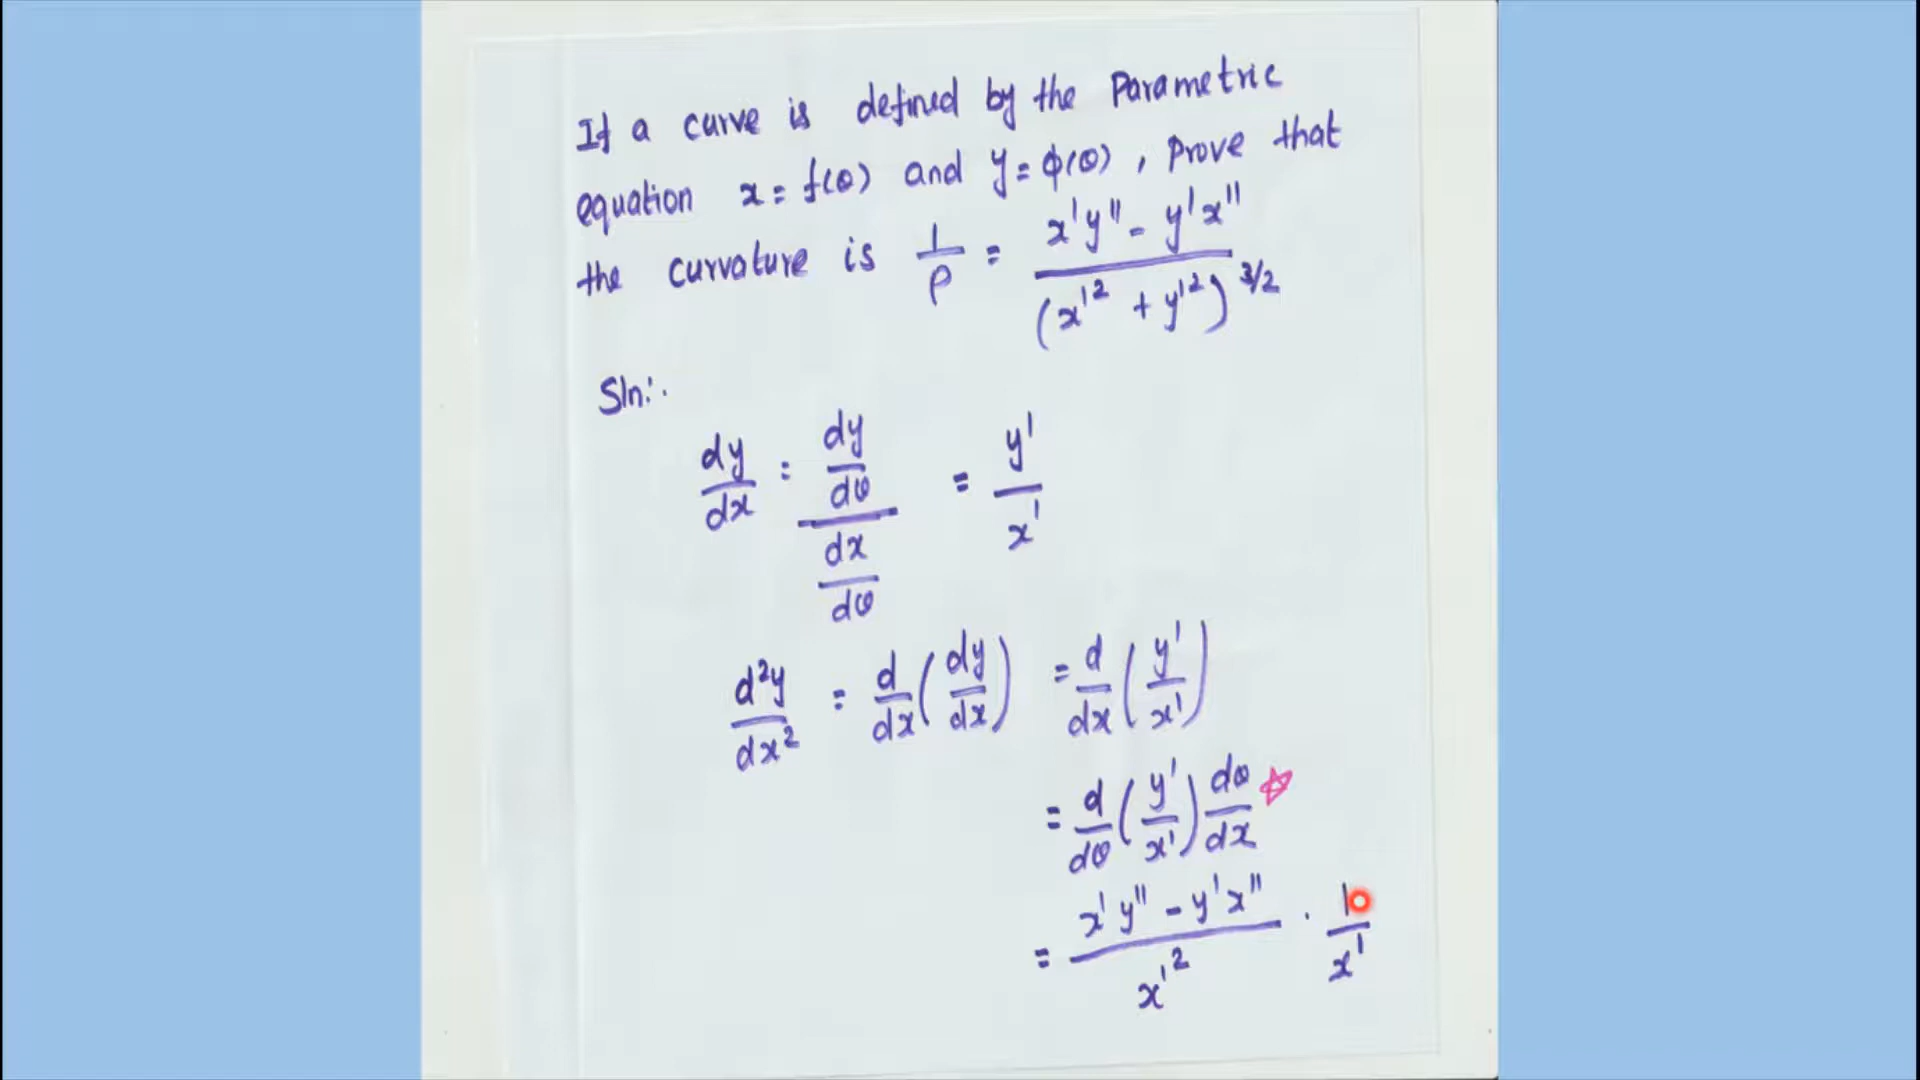 If a curve is defined by the Parametric
equation x = f(θ) and y = φ(θ), Prove that
the curvature is 1/ρ = (x'y'' - y'x'')/(x'² + y'²)^3/2
Sln:.
dy/dx = (dy/dθ)/(dx/dθ) = y'/x'
d²y/dx² = d/dx (dy/dx) = d/dx (y'/x')
= d/dθ (y'/x') dθ/dx
= (x'y'' - y'x'')/x'² · 1/x'